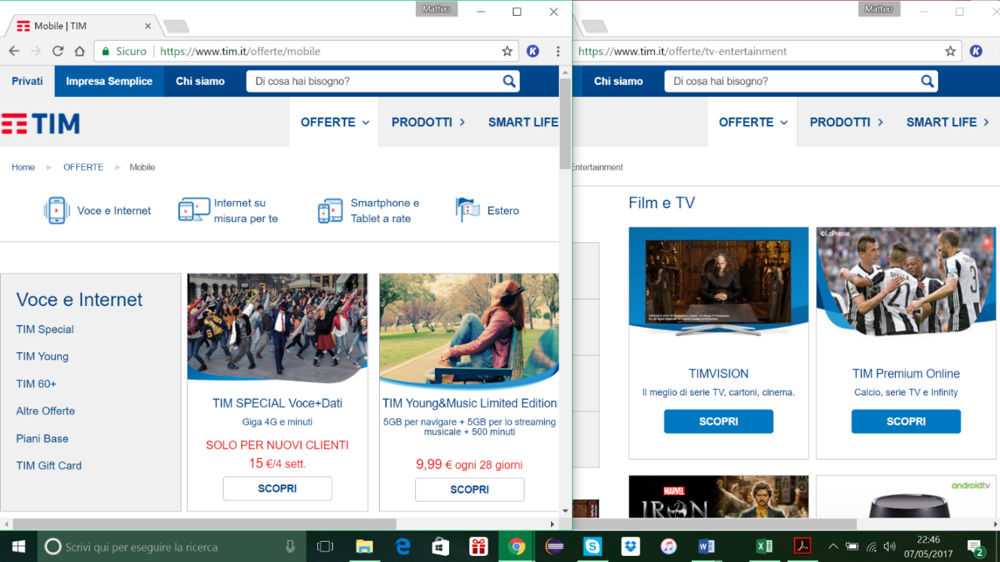 Matteo
Mobile | TIM
Sicuro | https://www.tim.it/offerte/mobile
Privati Impresa Semplice Chi siamo Di cosa hai bisogno?
TIM OFFERTE PRODOTTI SMART LIFE
Home OFFERTE Mobile
Voce e Internet
Internet su
misura per te
Smartphone e
Tablet a rate
Estero
Voce e Internet
TIM Special
TIM Young
TIM 60+
Altre Offerte
Piani Base
TIM Gift Card
TIM SPECIAL Voce+Dati
Giga 4G e minuti
SOLO PER NUOVI CLIENTI
15 €/4 sett.
SCOPRI
TIM Young&Music Limited Edition
5GB per navigare + 5GB per lo streaming
musicale + 500 minuti
9,99 € ogni 28 giorni
SCOPRI
Matteo
https://www.tim.it/offerte/tv-entertainment
Chi siamo Di cosa hai bisogno?
OFFERTE PRODOTTI SMART LIFE
Entertainment
Film e TV
TIMVISION
Il meglio di serie TV, cartoni, cinema.
SCOPRI
©LaPresse
TIM Premium Online
Calcio, serie TV e Infinity
SCOPRI
MARVEL
IRON
androidtv
Scrivi qui per eseguire la ricerca
22:46
07/05/2017
2